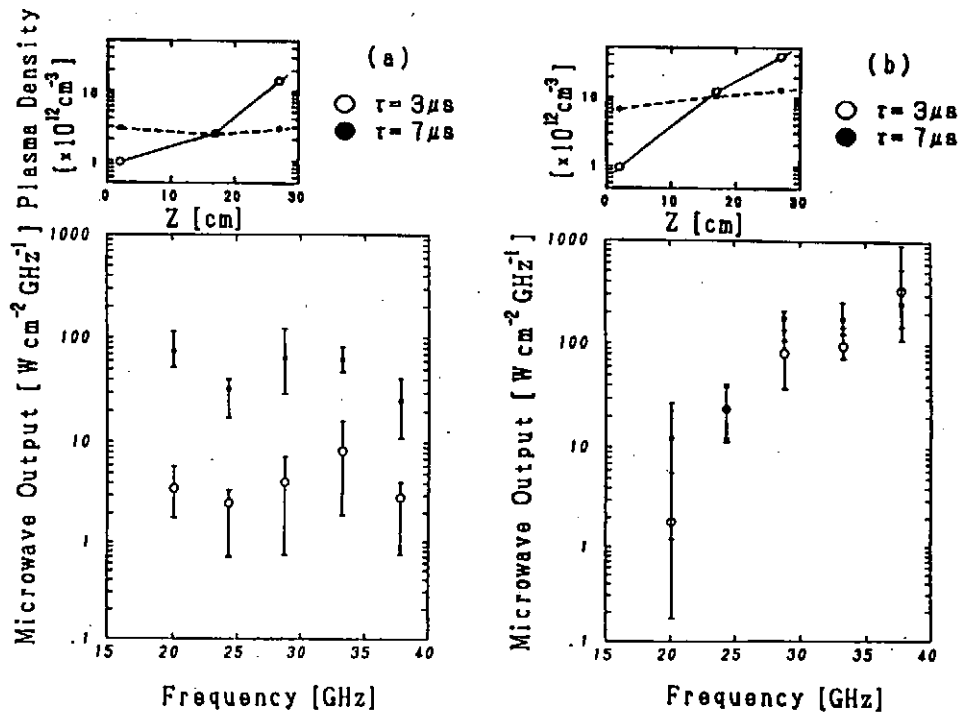 Plasma Density
[×10¹²cm⁻³]
10
1
0
10
20
30
Z [cm]
(a)
○ τ= 3μs
● τ= 7μs
[×10¹²cm⁻³]
10
1
0
10
20
30
Z [cm]
(b)
○ τ= 3μs
● τ= 7μs
Microwave Output [W cm⁻² GHz⁻¹]
1000
100
10
1
.1
15
20
25
30
35
40
Frequency [GHz]
Microwave Output [W cm⁻² GHz⁻¹]
1000
100
10
1
.1
15
20
25
30
35
40
Frequency [GHz]